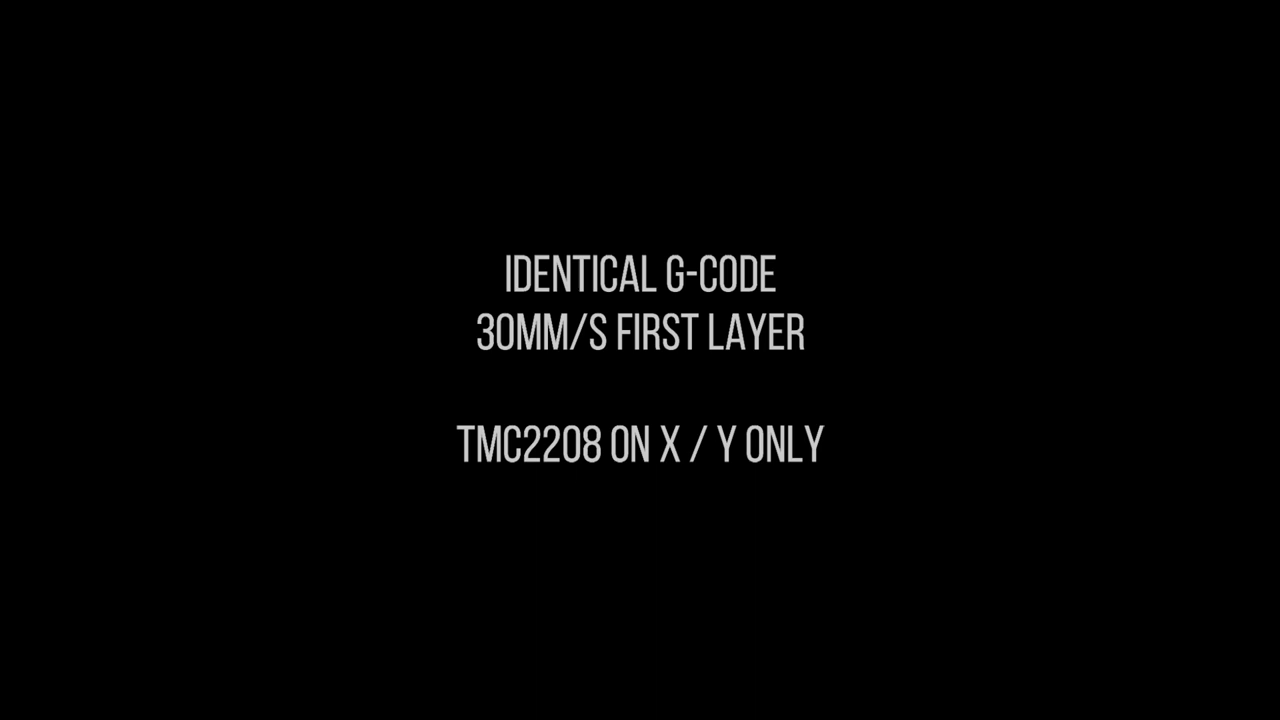 IDENTICAL G-CODE
30MM/S FIRST LAYER
TMC2208 ON X / Y ONLY